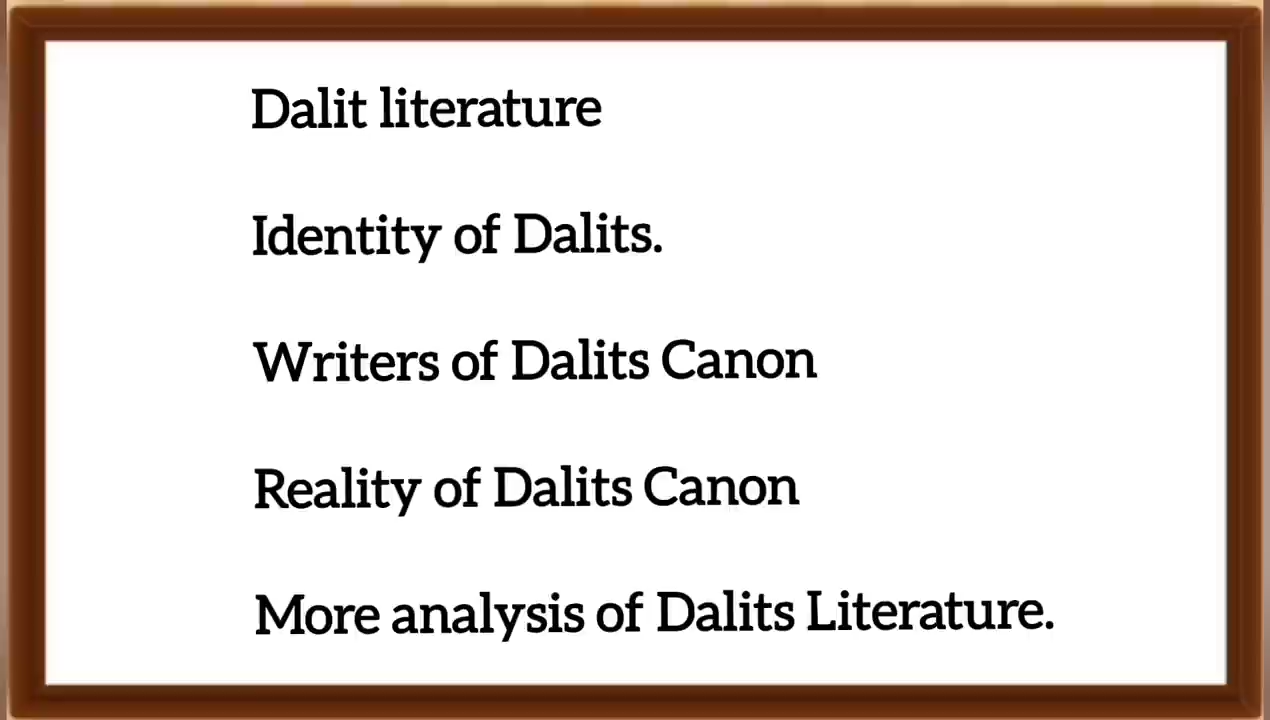 Dalit literature
Identity of Dalits.
Writers of Dalits Canon
Reality of Dalits Canon
More analysis of Dalits Literature.